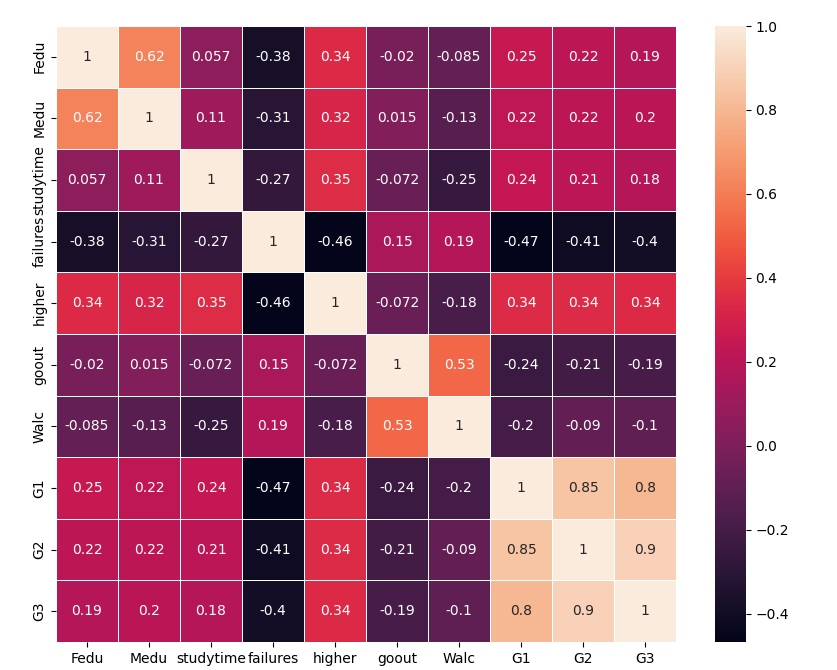 Fedu 1 0.62 0.057 -0.38 0.34 -0.02 -0.085 0.25 0.22 0.19
Medu 0.62 1 0.11 -0.31 0.32 0.015 -0.13 0.22 0.22 0.2
studytime 0.057 0.11 1 -0.27 0.35 -0.072 -0.25 0.24 0.21 0.18
failures -0.38 -0.31 -0.27 1 -0.46 0.15 0.19 -0.47 -0.41 -0.4
higher 0.34 0.32 0.35 -0.46 1 -0.072 -0.18 0.34 0.34 0.34
goout -0.02 0.015 -0.072 0.15 -0.072 1 0.53 -0.24 -0.21 -0.19
Walc -0.085 -0.13 -0.25 0.19 -0.18 0.53 1 -0.2 -0.09 -0.1
G1 0.25 0.22 0.24 -0.47 0.34 -0.24 -0.2 1 0.85 0.8
G2 0.22 0.22 0.21 -0.41 0.34 -0.21 -0.09 0.85 1 0.9
G3 0.19 0.2 0.18 -0.4 0.34 -0.19 -0.1 0.8 0.9 1
Fedu Medu studytime failures higher goout Walc G1 G2 G3
1.0
0.8
0.6
0.4
0.2
0.0
−0.2
−0.4